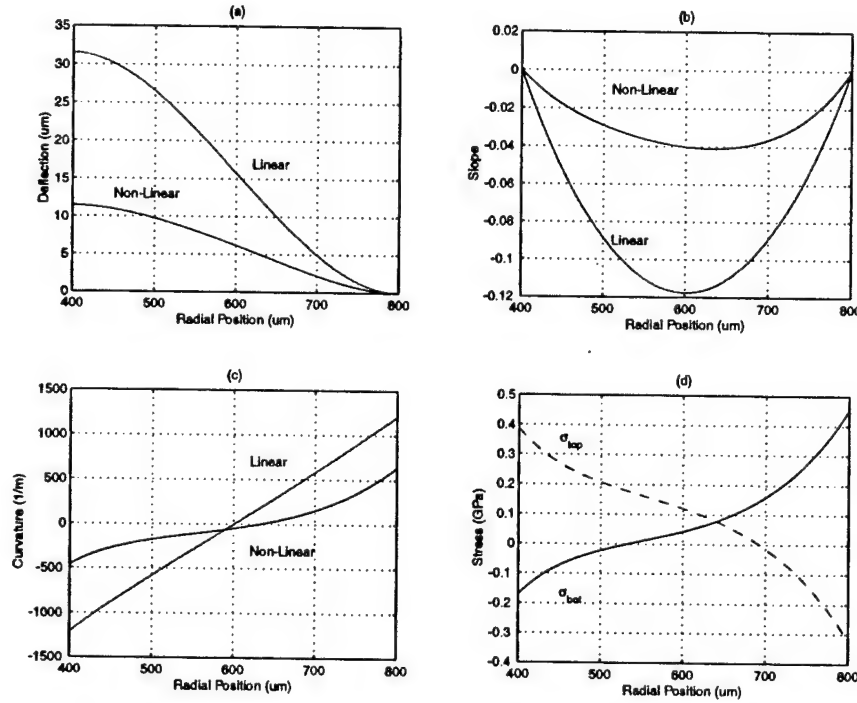 (a)
35
30
25
20
15
10
5
0
Deflection (um)
Linear
Non-Linear
400
500
600
700
800
Radial Position (um)
(b)
0.02
0
-0.02
-0.04
-0.06
-0.08
-0.1
-0.12
Slope
Non-Linear
Linear
400
500
600
700
800
Radial Position (um)
(c)
1500
1000
500
0
-500
-1000
-1500
Curvature (1/m)
Linear
Non-Linear
400
500
600
700
800
Radial Position (um)
(d)
0.5
0.4
0.3
0.2
0.1
0
-0.1
-0.2
-0.3
-0.4
Stress (GPa)
σ_top
σ_bot
400
500
600
700
800
Radial Position (um)